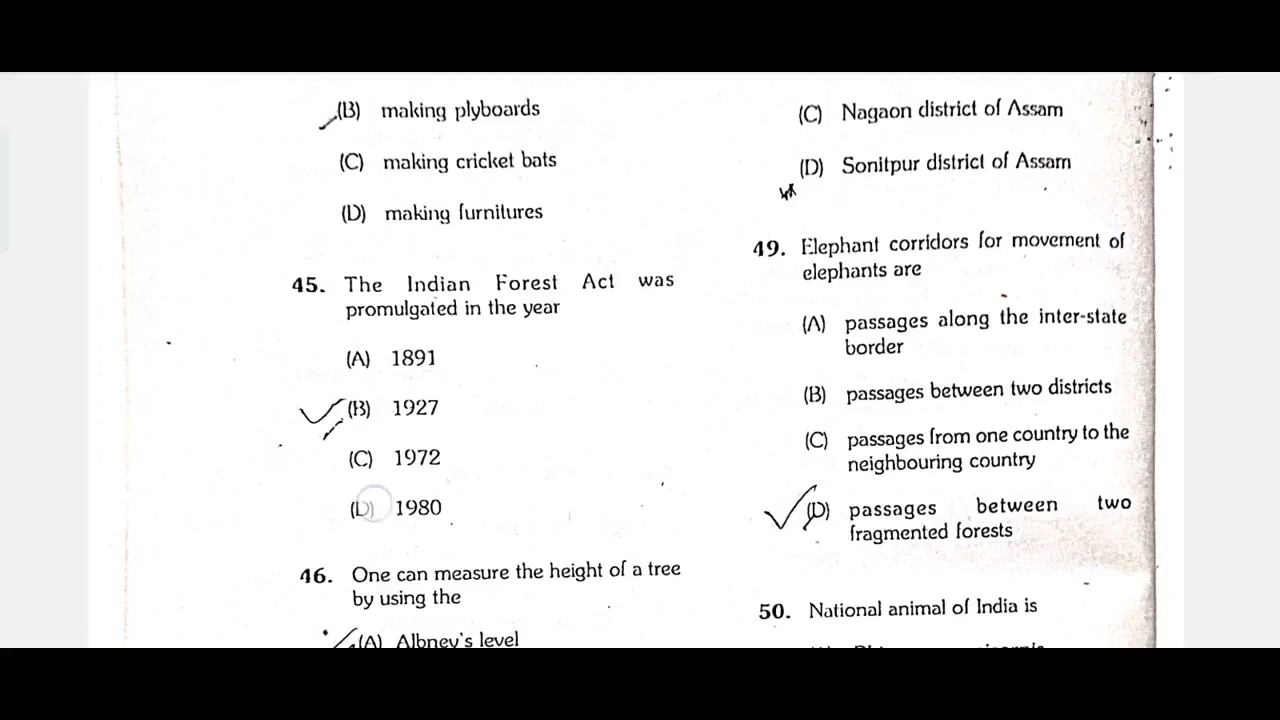 (B) making plyboards
(C) making cricket bats
(D) making furnitures
45. The Indian Forest Act was
promulgated in the year
(A) 1891
(B) 1927
(C) 1972
(D) 1980
46. One can measure the height of a tree
by using the
(A) Albney's level
(C) Nagaon district of Assam
(D) Sonitpur district of Assam
49. Elephant corridors for movement of
elephants are
(A) passages along the inter-state
border
(B) passages between two districts
(C) passages from one country to the
neighbouring country
(D) passages between two
fragmented forests
50. National animal of India is